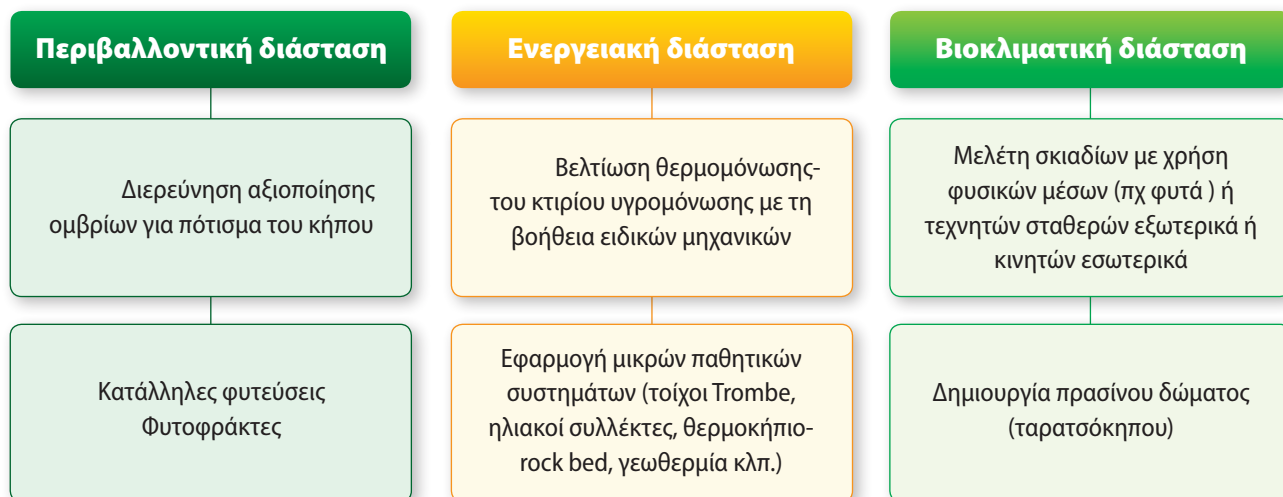 Περιβαλλοντική διάσταση
Διερεύνηση αξιοποίησης
ομβρίων για πότισμα του κήπου
Κατάλληλες φυτεύσεις
Φυτοφράκτες
Ενεργειακή διάσταση
Βελτίωση θερμομόνωσης-
του κτιρίου υγρομόνωσης με τη
βοήθεια ειδικών μηχανικών
Εφαρμογή μικρών παθητικών
συστημάτων (τοίχοι Trombe,
ηλιακοί συλλέκτες, θερμοκήπιο-
rock bed, γεωθερμία κλπ.)
Βιοκλιματική διάσταση
Μελέτη σκιαδίων με χρήση
φυσικών μέσων (πχ φυτά ) ή
τεχνητών σταθερών εξωτερικά ή
κινητών εσωτερικά
Δημιουργία πρασίνου δώματος
(ταρατσόκηπου)